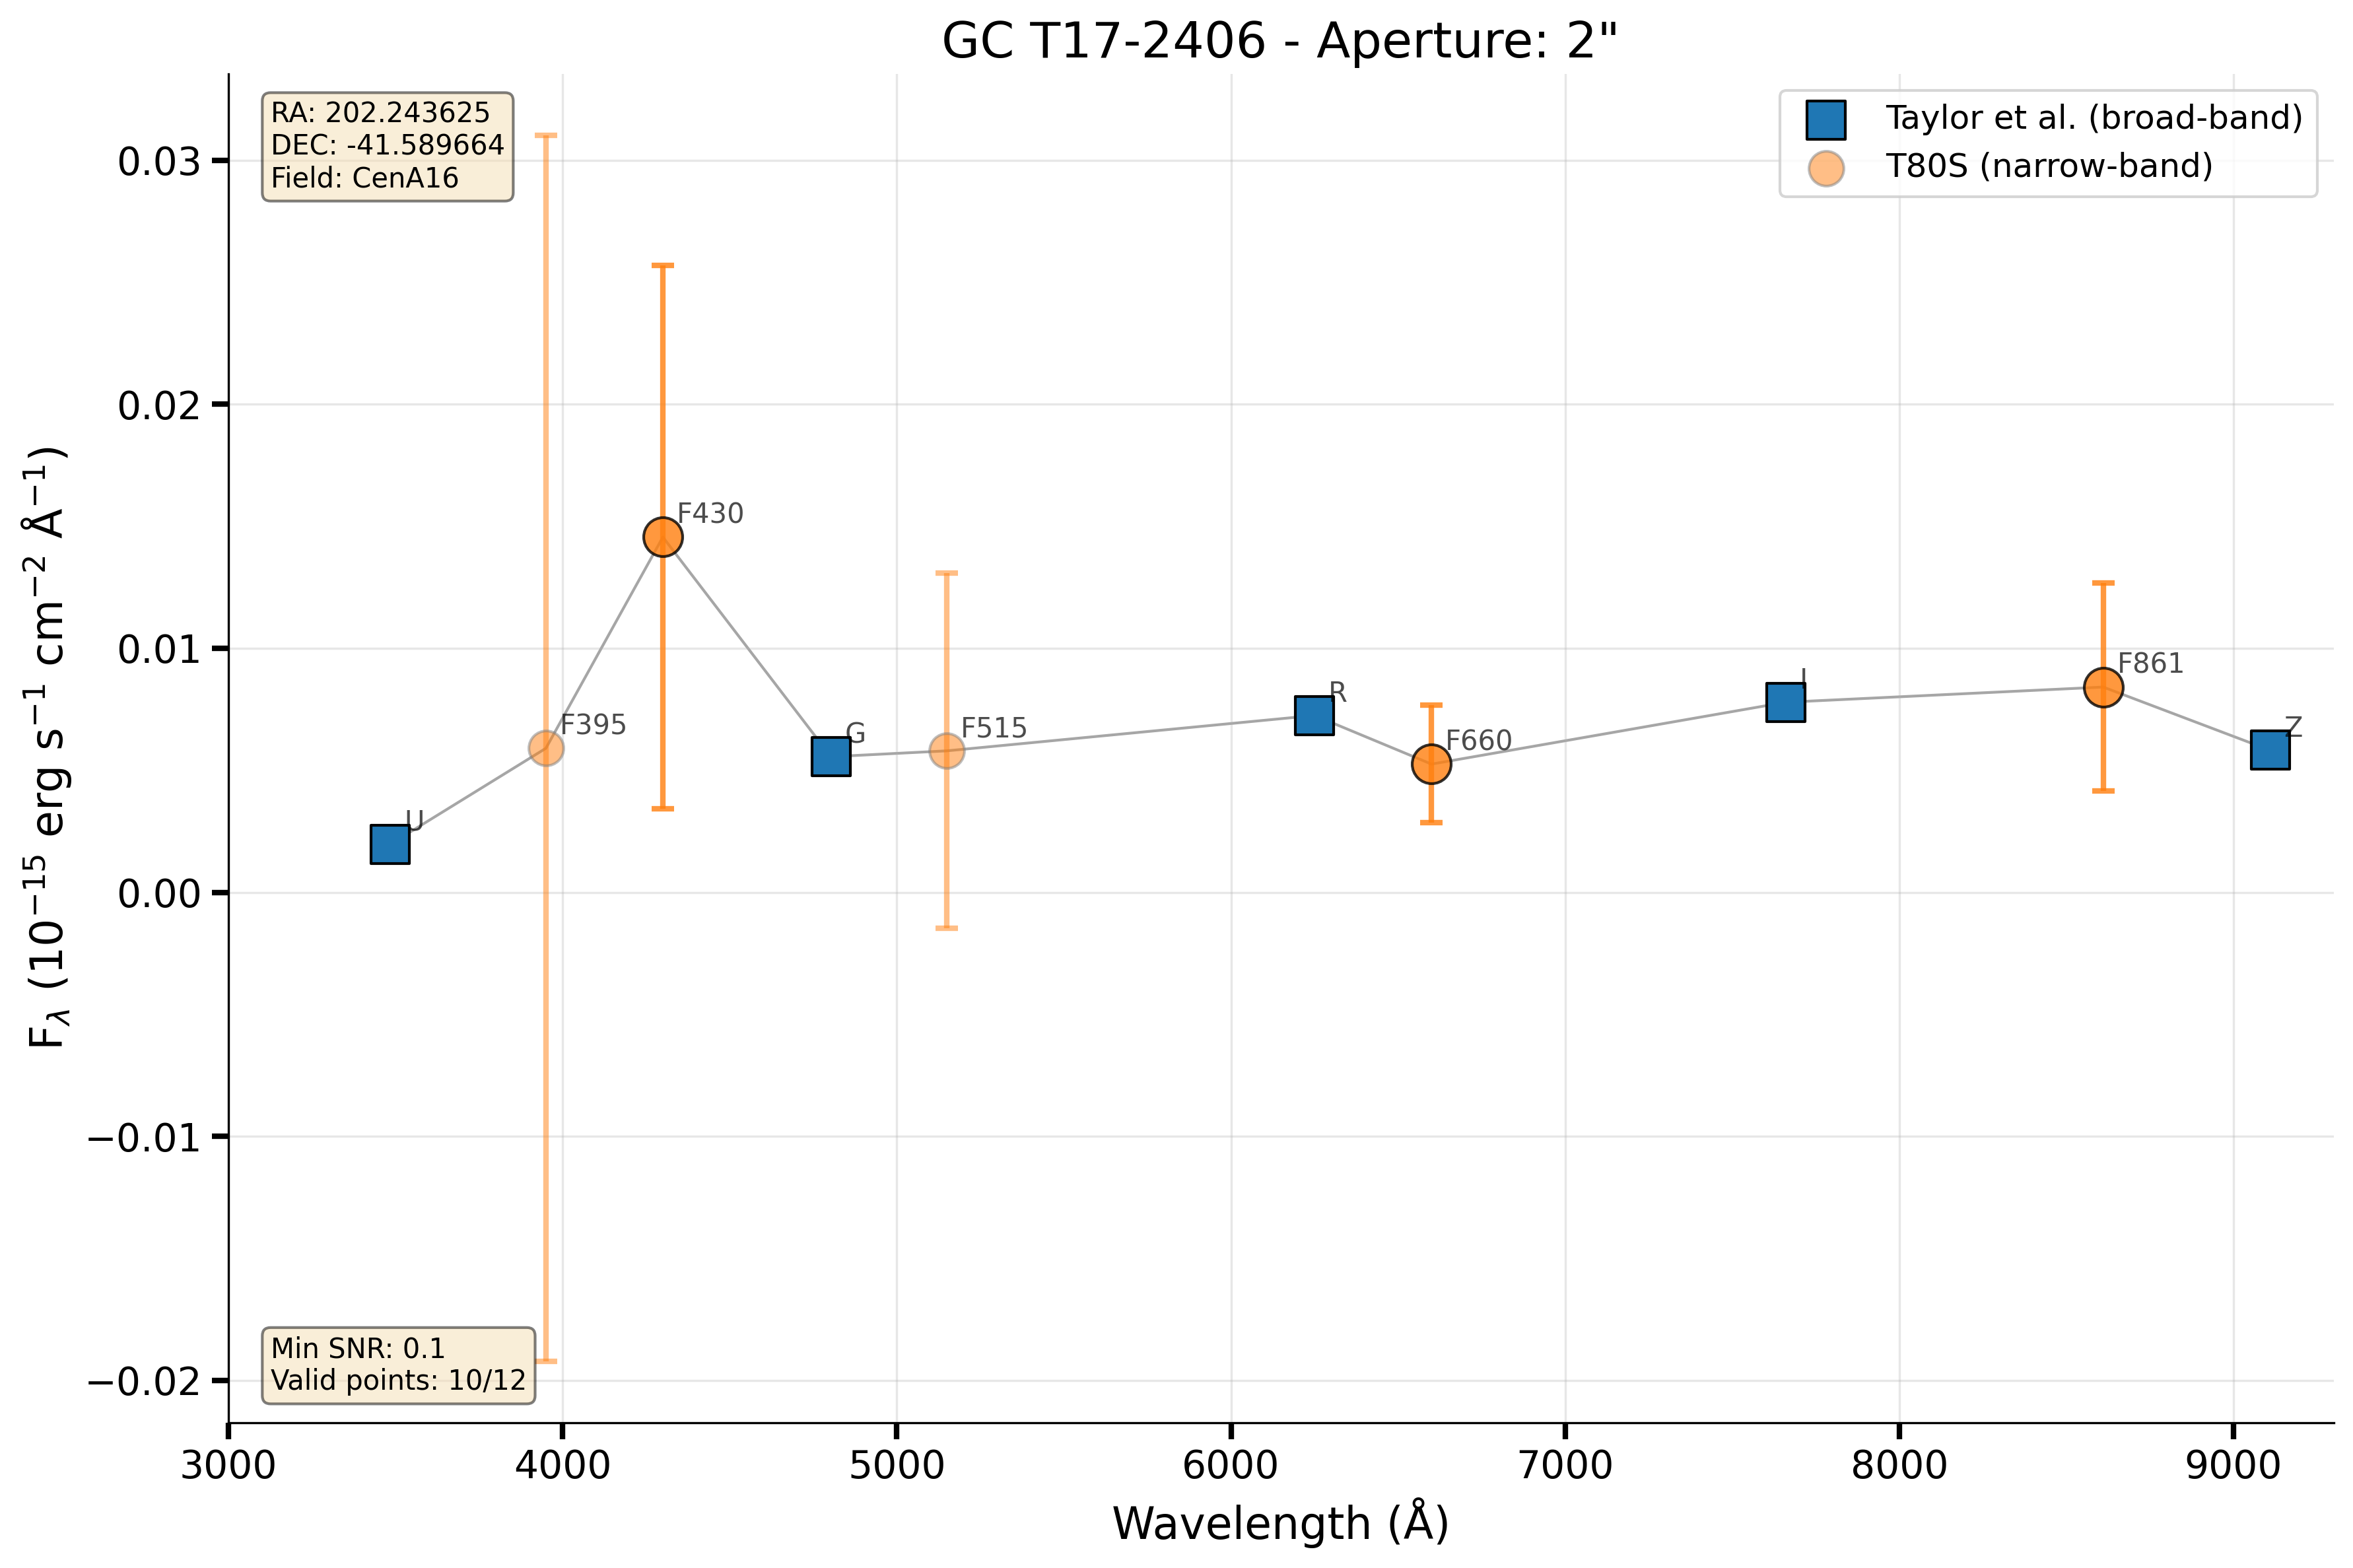 GC T17-2406 - Aperture: 2"
RA: 202.243625
DEC: -41.589664
Field: CenA16
Taylor et al. (broad-band)
T80S (narrow-band)
0.03
0.02
0.01
0.00
−0.01
−0.02
F_λ (10⁻¹⁵ erg s⁻¹ cm⁻² Å⁻¹)
U
F395
F430
G
F515
R
F660
I
F861
Z
Min SNR: 0.1
Valid points: 10/12
3000 4000 5000 6000 7000 8000 9000
Wavelength (Å)